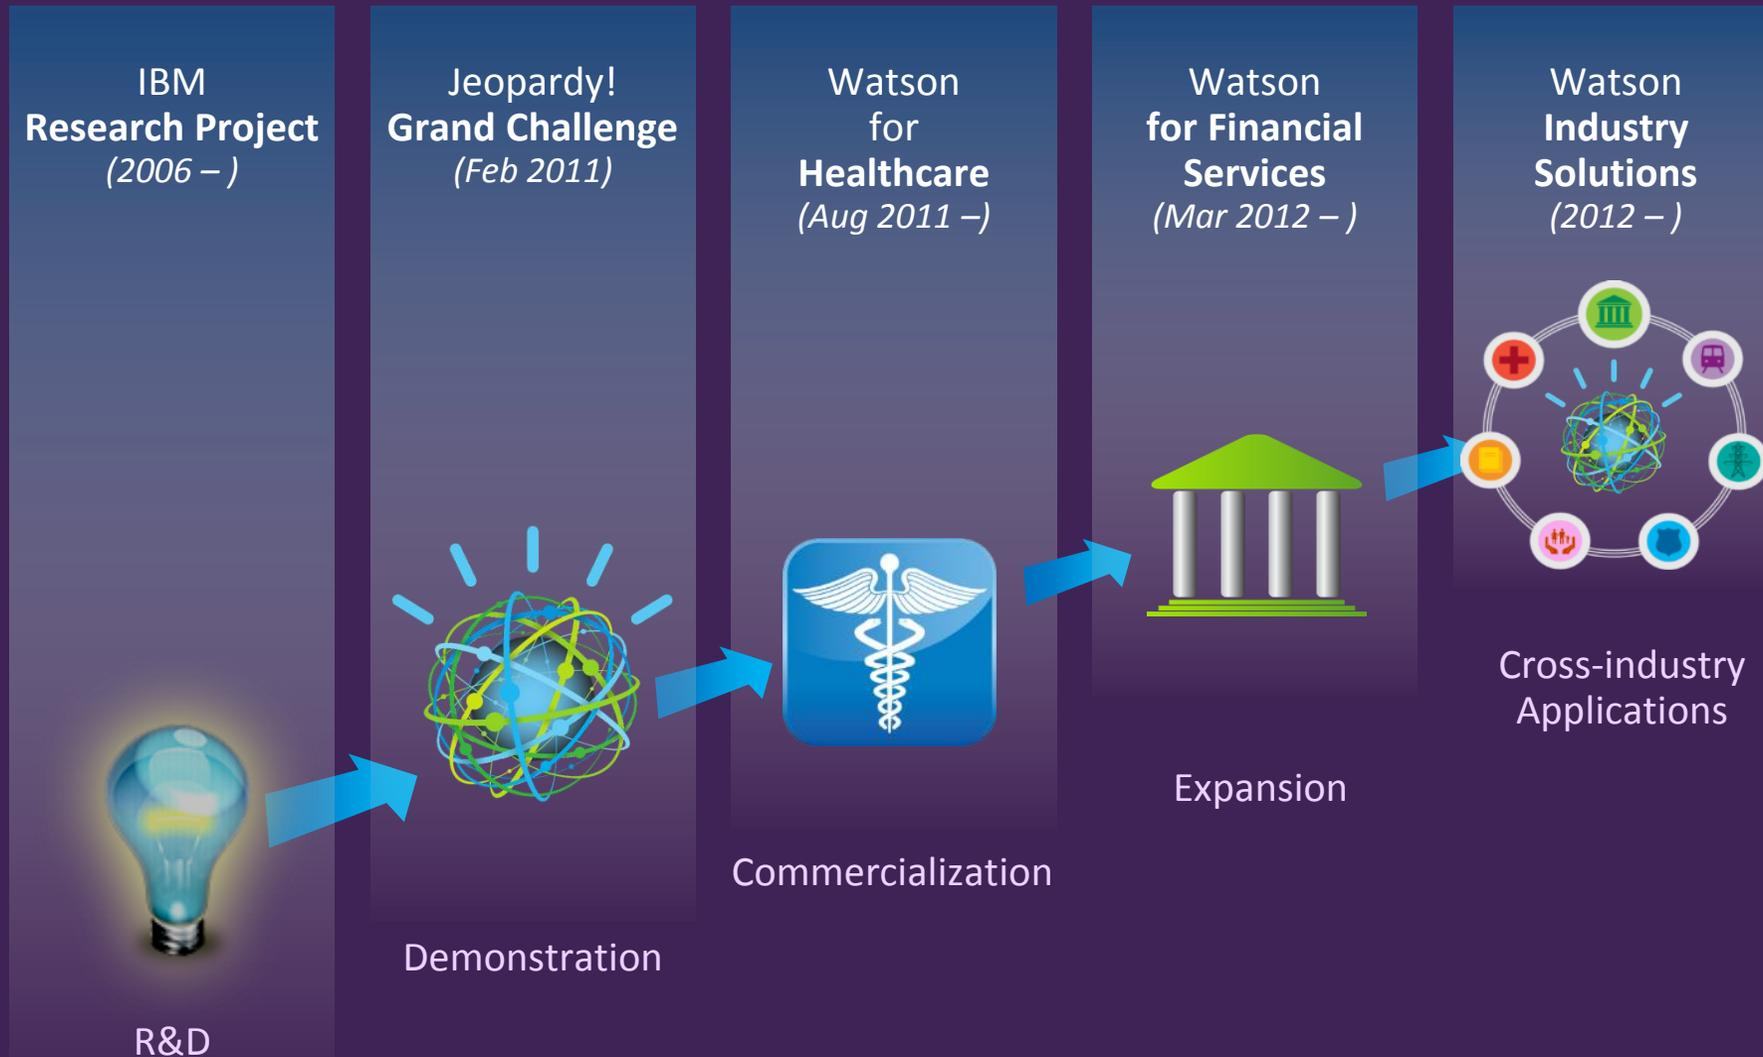 IBM
Research Project
(2006 – )
Jeopardy!
Grand Challenge
(Feb 2011)
Watson
for
Healthcare
(Aug 2011 –)
Watson
for Financial
Services
(Mar 2012 – )
Watson
Industry
Solutions
(2012 – )
R&D
Demonstration
Commercialization
Expansion
Cross-industry
Applications